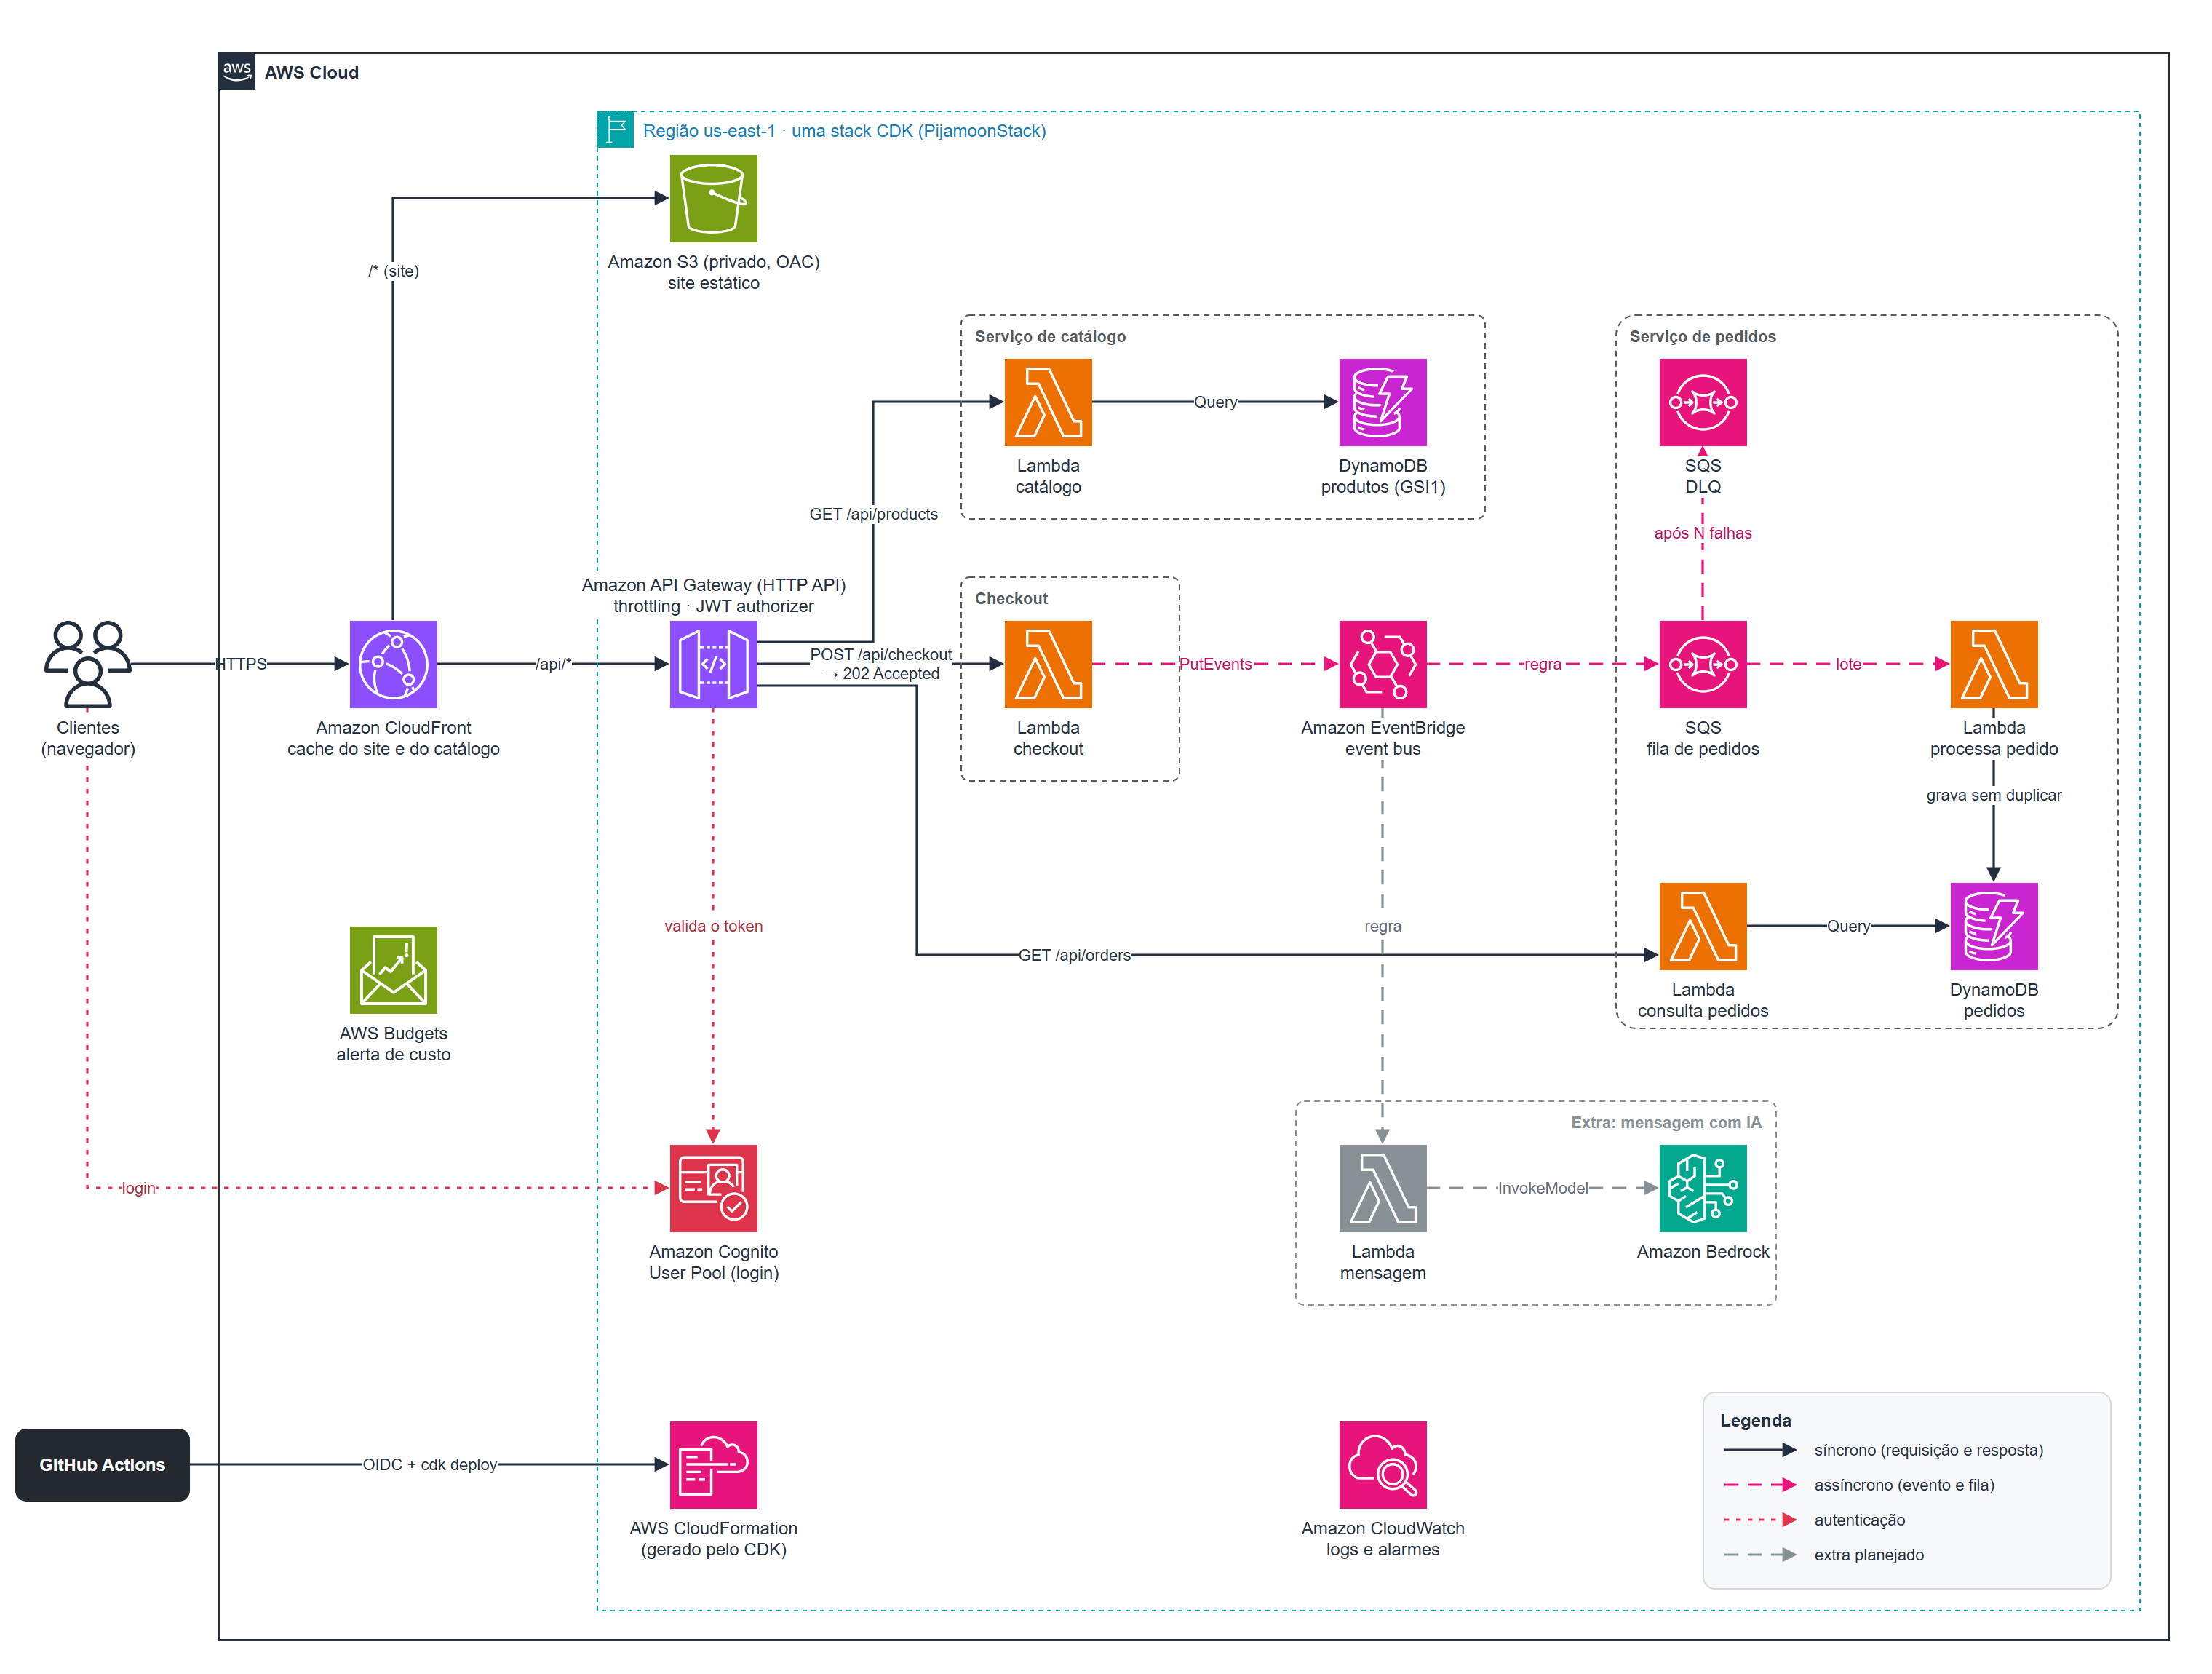 aws
AWS Cloud
Região us-east-1 · uma stack CDK (PijamoonStack)
Amazon S3 (privado, OAC)
site estático
/* (site)
Serviço de catálogo
Lambda
catálogo
Query
DynamoDB
produtos (GSI1)
Serviço de pedidos
SQS
DLQ
após N falhas
GET /api/products
Amazon API Gateway (HTTP API)
throttling · JWT authorizer
Checkout
Clientes
(navegador)
HTTPS
Amazon CloudFront
cache do site e do catálogo
/api/*
POST /api/checkout
→ 202 Accepted
Lambda
checkout
PutEvents
Amazon EventBridge
event bus
regra
SQS
fila de pedidos
lote
Lambda
processa pedido
grava sem duplicar
valida o token
regra
GET /api/orders
Lambda
consulta pedidos
Query
DynamoDB
pedidos
AWS Budgets
alerta de custo
login
Amazon Cognito
User Pool (login)
Extra: mensagem com IA
Lambda
mensagem
InvokeModel
Amazon Bedrock
GitHub Actions
OIDC + cdk deploy
AWS CloudFormation
(gerado pelo CDK)
Amazon CloudWatch
logs e alarmes
Legenda
síncrono (requisição e resposta)
assíncrono (evento e fila)
autenticação
extra planejado